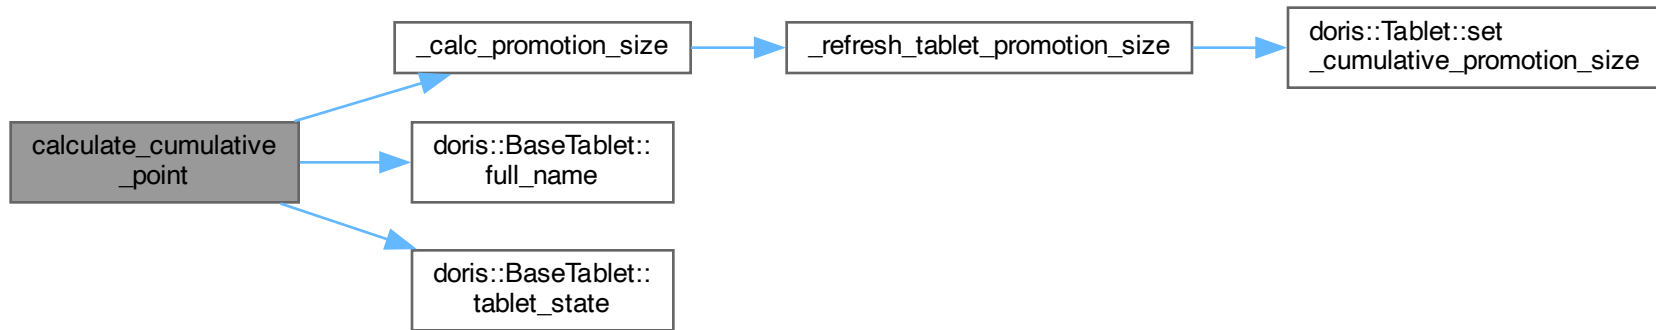 _calc_promotion_size
_refresh_tablet_promotion_size
doris::Tablet::set
_cumulative_promotion_size
calculate_cumulative
_point
doris::BaseTablet::
full_name
doris::BaseTablet::
tablet_state